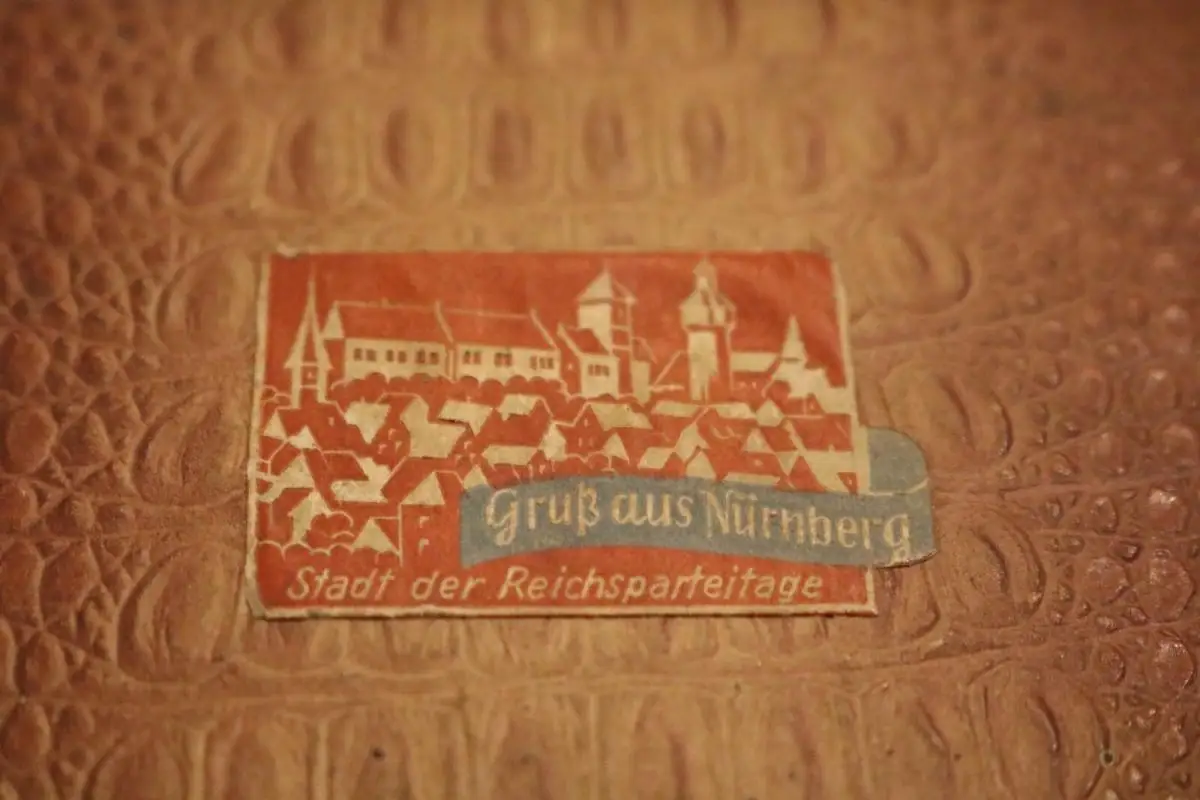 Gruß aus Nürnberg
Stadt der Reichsparteitage